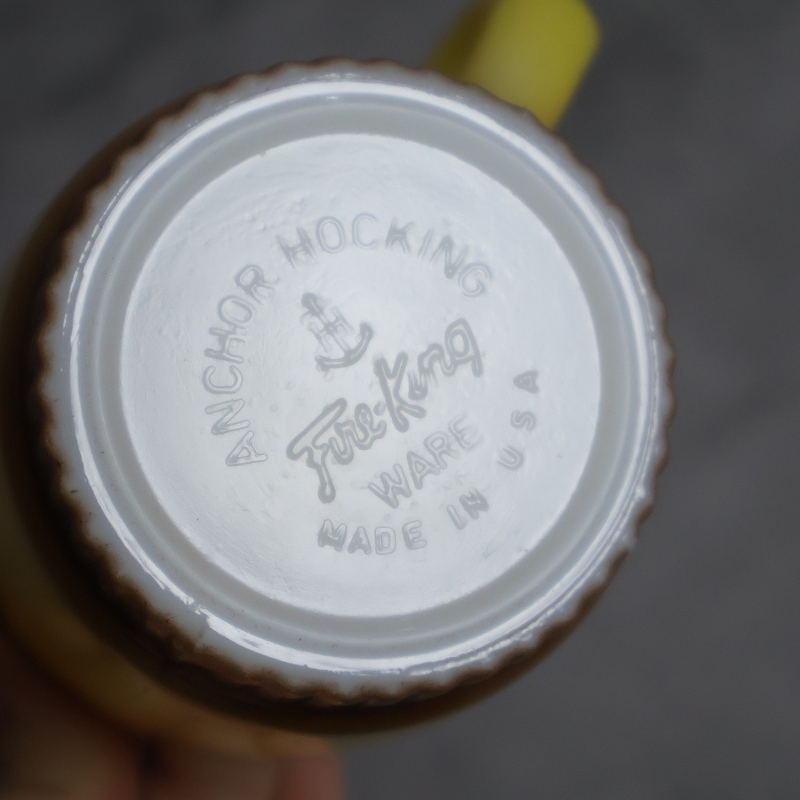 ANCHOR HOCKING
Fire-King
WARE
MADE IN USA